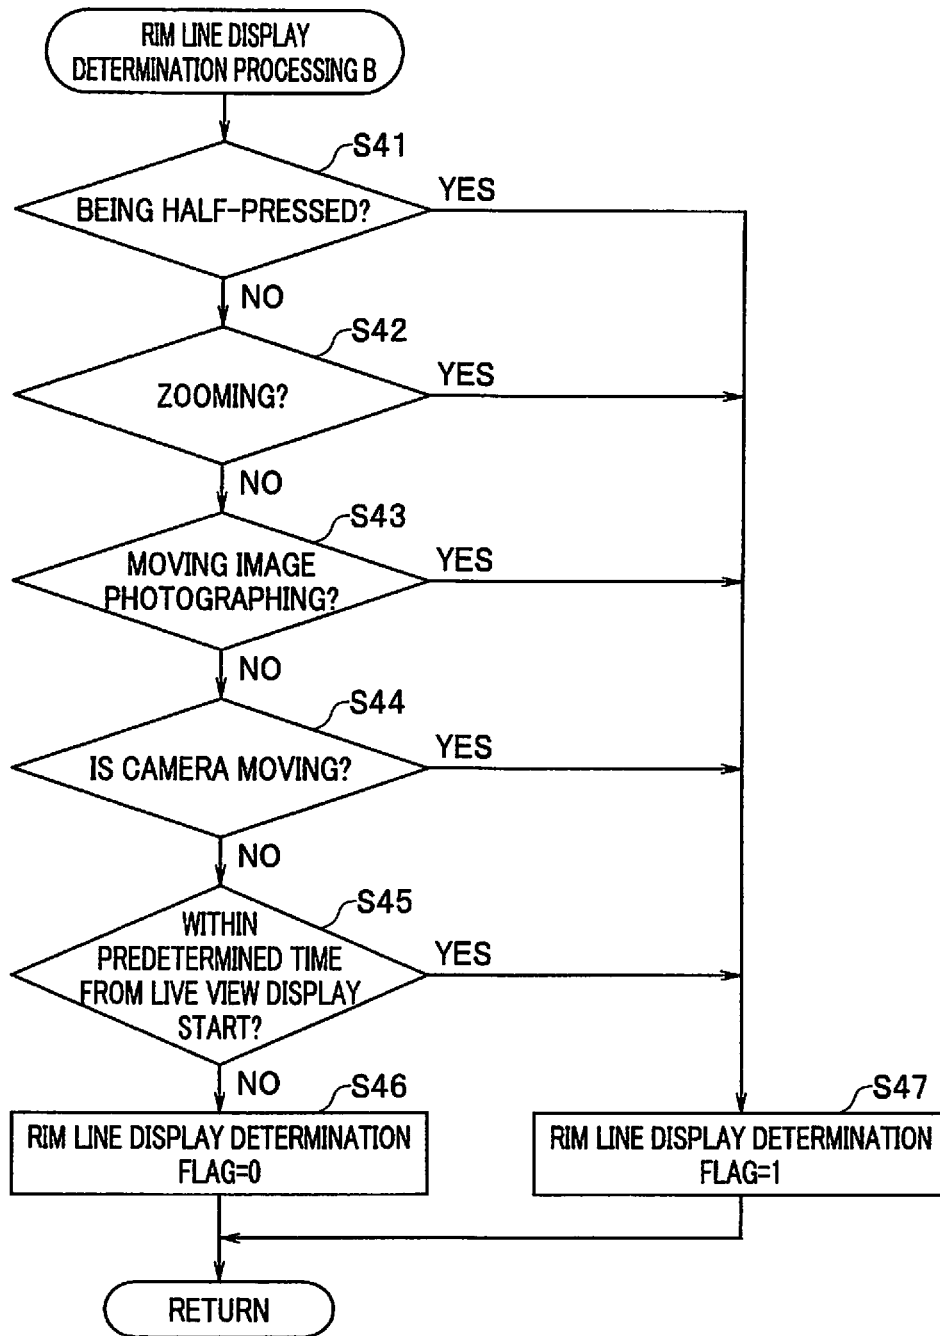 RIM LINE DISPLAY
DETERMINATION PROCESSING B
S41
BEING HALF-PRESSED?
YES
NO
S42
ZOOMING?
YES
NO
S43
MOVING IMAGE
PHOTOGRAPHING?
YES
NO
S44
IS CAMERA MOVING?
YES
NO
S45
WITHIN
PREDETERMINED TIME
FROM LIVE VIEW DISPLAY
START?
YES
NO
S46
RIM LINE DISPLAY DETERMINATION
FLAG=0
S47
RIM LINE DISPLAY DETERMINATION
FLAG=1
RETURN